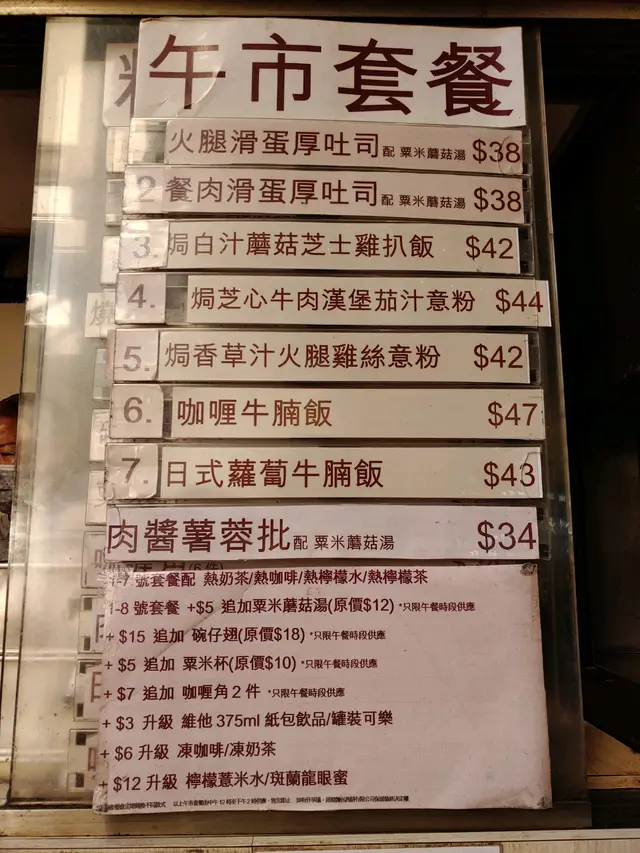 午市套餐
火腿滑蛋厚吐司配 粟米蘑菇湯 $38
2 餐肉滑蛋厚吐司配 粟米蘑菇湯 $38
3. 焗白汁蘑菇芝士雞扒飯 $42
4. 焗芝心牛肉漢堡茄汁意粉 $44
5. 焗香草汁火腿雞絲意粉 $42
6. 咖喱牛腩飯 $47
7. 日式蘿蔔牛腩飯 $43
肉醬薯蓉批配 粟米蘑菇湯 $34
1-7 號套餐配 熱奶茶/熱咖啡/熱檸檬水/熱檸檬茶
1-8 號套餐 +$5 追加粟米蘑菇湯(原價$12) *只限午餐時段供應
+ $15 追加 碗仔翅(原價$18) *只限午餐時段供應
+ $5 追加 粟米杯(原價$10) *只限午餐時段供應
+ $7 追加 咖喱角2件 *只限午餐時段供應
+ $3 升級 維他 375ml 紙包飲品/罐裝可樂
+ $6 升級 凍咖啡/凍奶茶
+ $12 升級 檸檬薏米水/斑蘭龍眼蜜